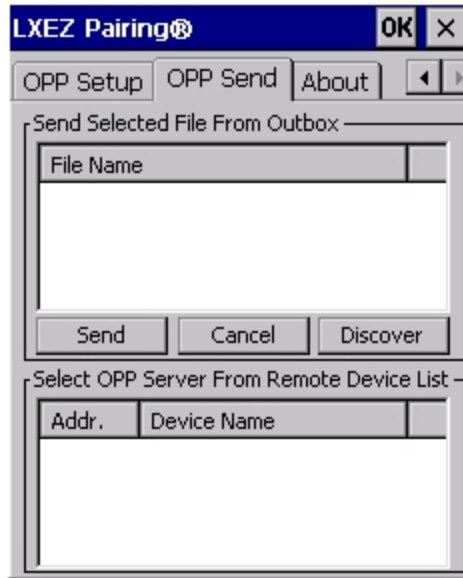 LXEZ Pairing® OK ×
OPP Setup OPP Send About
Send Selected File From Outbox
File Name
Send Cancel Discover
Select OPP Server From Remote Device List
Addr. Device Name